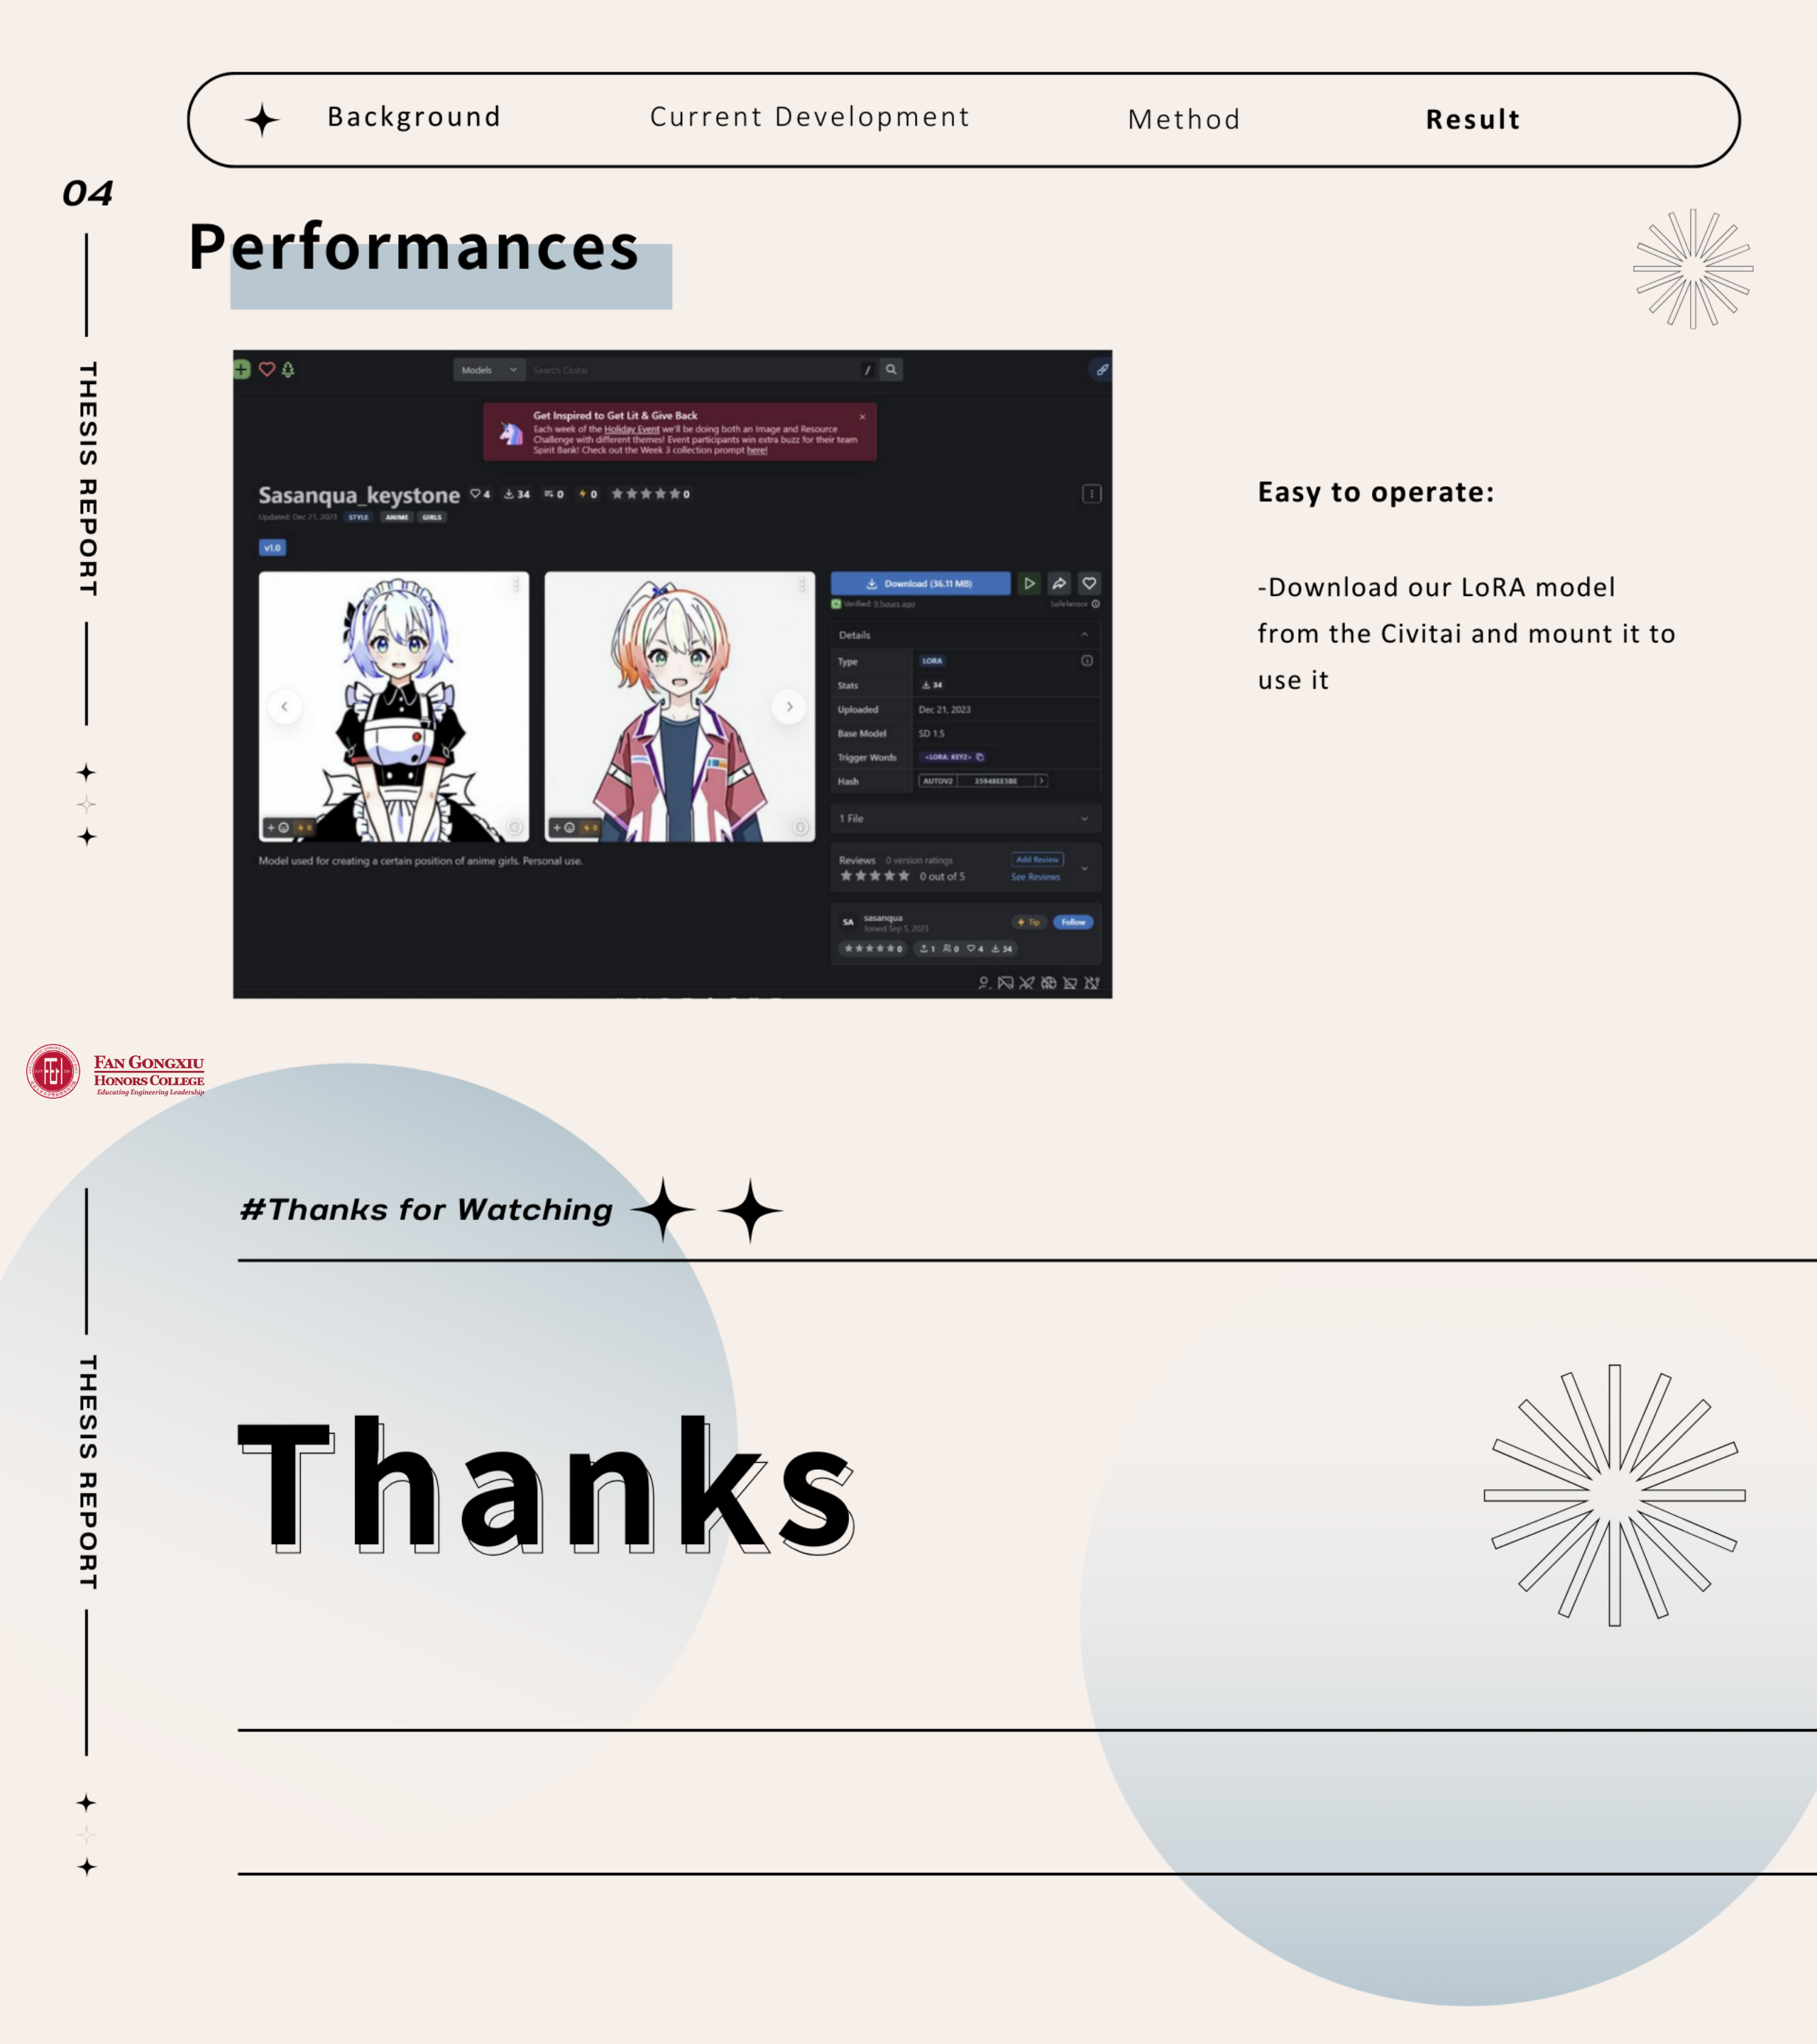 Background Current Development Method Result
04
Performances
THESIS REPORT
Models Search Civitai /
Get Inspired to Get Lit & Give Back
Each week of the Holiday Event we'll be doing both an Image and Resource
Challenge with different themes! Event participants win extra buzz for their team
Spirit Bank! Check out the Week 3 collection prompt here!
Sasanqua_keystone 4 34 0 0 0
Updated: Dec 21, 2023 STYLE ANIME GIRLS
v1.0
Download (36.11 MB)
Verified: 9 hours ago SafeTensor
Details
Type LORA
Stats 34
Uploaded Dec 21, 2023
Base Model SD 1.5
Trigger Words <LORA: KEY2>
Hash AUTOV2 35948EE5BE
1 File
Reviews 0 version ratings Add Review
0 out of 5 See Reviews
SA sasanqua Tip Follow
Joined Sep 5, 2023
0 1 0 4 34
+ 0
+ 0
Model used for creating a certain position of anime girls. Personal use.
Easy to operate:
-Download our LoRA model
from the Civitai and mount it to
use it
FAN GONGXIU
HONORS COLLEGE
Educating Engineering Leadership
#Thanks for Watching
THESIS REPORT
Thanks